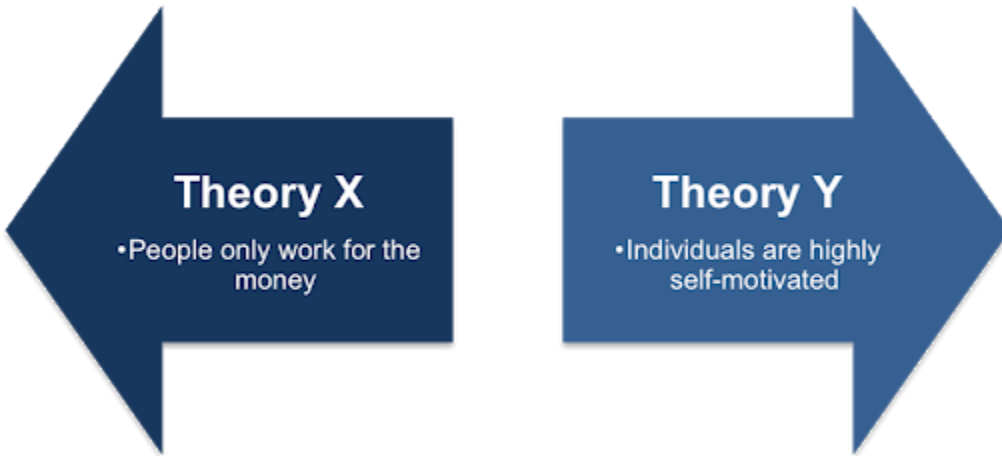 Theory X
•People only work for the
money
Theory Y
•Individuals are highly
self-motivated